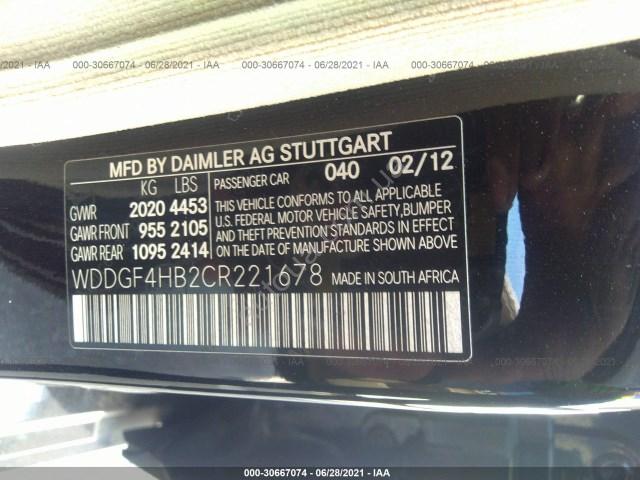 000-30667074 / 06/28/2021 - IAA
MFD BY DAIMLER AG STUTTGART
KG LBS
GVWR 2020 4453
GAWR FRONT 955 2105
GAWR REAR 1095 2414
PASSENGER CAR 040 02/12
THIS VEHICLE CONFORMS TO ALL APPLICABLE
U.S. FEDERAL MOTOR VEHICLE SAFETY, BUMPER
AND THEFT PREVENTION STANDARDS IN EFFECT
ON THE DATE OF MANUFACTURE SHOWN ABOVE.
WDDGF4HB2CR221678 MADE IN SOUTH AFRICA
000-30667074 / 06/28/2021 - IAA